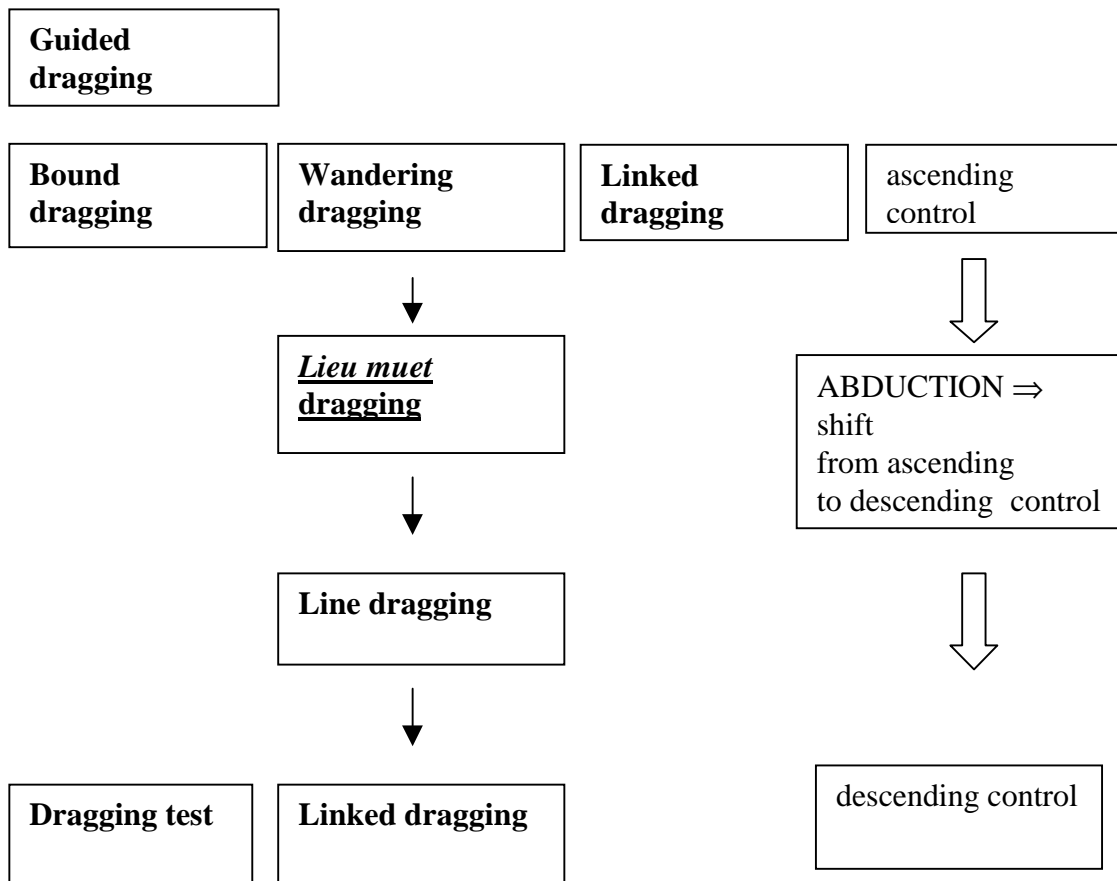 Guided
dragging
Bound
dragging
Wandering
dragging
Linked
dragging
ascending
control
Lieu muet
dragging
ABDUCTION ⇒
shift
from ascending
to descending control
Line dragging
Dragging test
Linked dragging
descending control